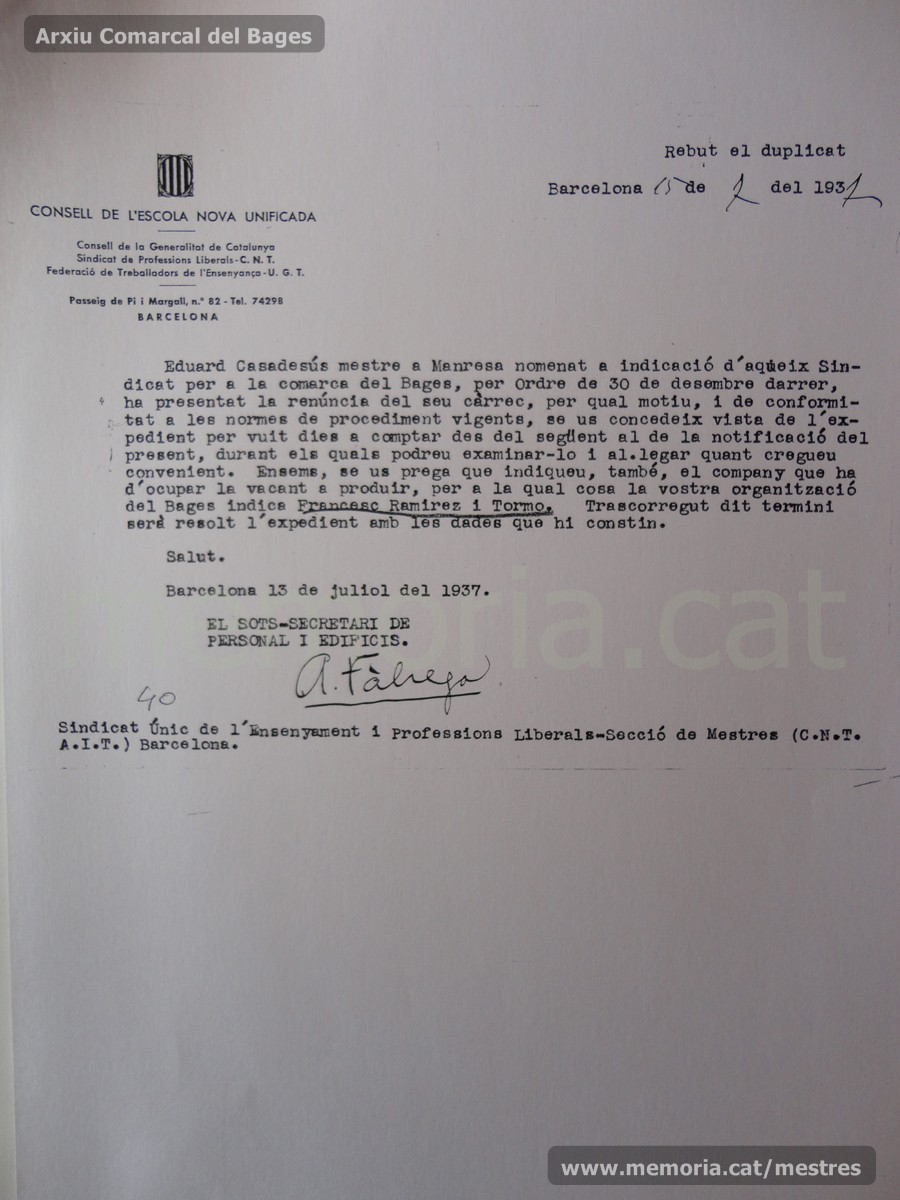 Arxiu Comarcal del Bages
Rebut el duplicat
Barcelona 15 de 7 del 1937
CONSELL DE L'ESCOLA NOVA UNIFICADA
Consell de la Generalitat de Catalunya
Sindicat de Professions Liberals-C. N. T.
Federació de Treballadors de l'Ensenyança-U. G. T.
Passeig de Pi i Margall, n.º 82 - Tel. 74298
BARCELONA
Eduard Casadesús mestre a Manresa nomenat a indicació d'aqueix Sin-
dicat per a la comarca del Bages, per Ordre de 30 de desembre darrer,
ha presentat la renúncia del seu càrrec, per qual motiu, i de conformi-
tat a les normes de procediment vigents, se us concedeix vista de l'ex-
pedient per vuit dies a comptar des del següent al de la notificació del
present, durant els quals podreu examinar-lo i al.legar quant cregueu
convenient. Ensems, se us prega que indiqueu, també, el company que ha
d'ocupar la vacant a produir, per a la qual cosa la vostra organització
del Bages indica Francesc Ramirez i Tormo. Trascorregut dit termini
serà resolt l'expedient amb les dades que hi constin.
Salut.
Barcelona 13 de juliol del 1937.
EL SOTS-SECRETARI DE
PERSONAL I EDIFICIS.
A. Fàbrega
40
Sindicat Únic de l'Ensenyament i Professions Liberals-Secció de Mestres (C.N.T.
A.I.T.) Barcelona.
memoria.cat
www.memoria.cat/mestres